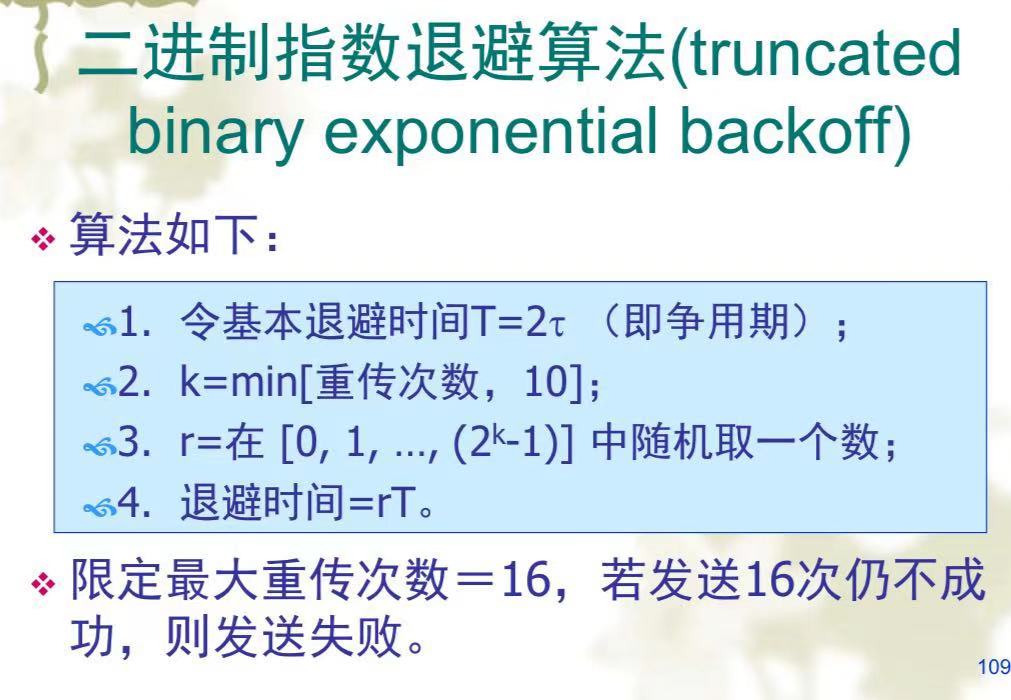 二进制指数退避算法(truncated
binary exponential backoff)
算法如下：
1. 令基本退避时间T=2τ （即争用期）；
2. k=min[重传次数，10]；
3. r=在 [0, 1, …, (2ᵏ-1)] 中随机取一个数；
4. 退避时间=rT。
限定最大重传次数＝16，若发送16次仍不成
功，则发送失败。
109